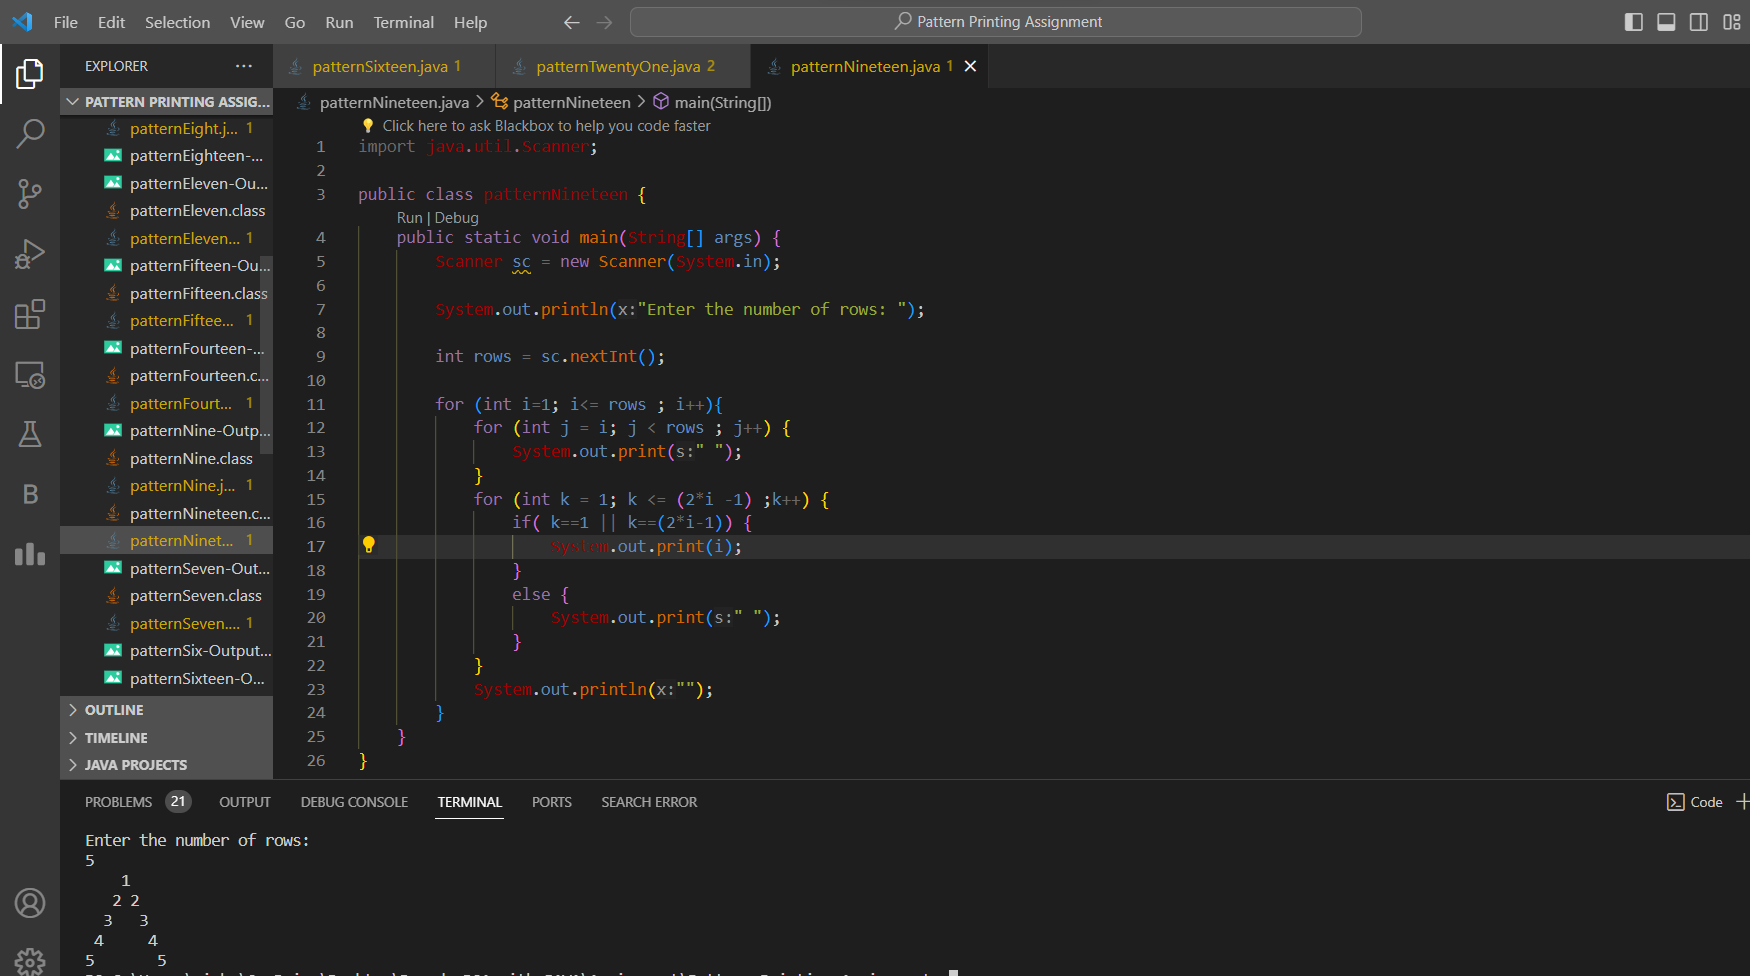 File Edit Selection View Go Run Terminal Help
Pattern Printing Assignment
EXPLORER
PATTERN PRINTING ASSIG...
patternEight.j... 1
patternEighteen-...
patternEleven-Ou...
patternEleven.class
patternEleven... 1
patternFifteen-Ou...
patternFifteen.class
patternFiftee... 1
patternFourteen-...
patternFourteen.c...
patternFourt... 1
patternNine-Outp...
patternNine.class
patternNine.j... 1
patternNineteen.c...
patternNinet... 1
patternSeven-Out...
patternSeven.class
patternSeven.... 1
patternSix-Output...
patternSixteen-O...
OUTLINE
TIMELINE
JAVA PROJECTS
patternSixteen.java 1 patternTwentyOne.java 2 patternNineteen.java 1
patternNineteen.java > patternNineteen > main(String[])
Click here to ask Blackbox to help you code faster
1 import java.util.Scanner;
2
3 public class patternNineteen {
Run | Debug
4 public static void main(String[] args) {
5 Scanner sc = new Scanner(System.in);
6
7 System.out.println(x:"Enter the number of rows: ");
8
9 int rows = sc.nextInt();
10
11 for (int i=1; i<= rows ; i++){
12 for (int j = i; j < rows ; j++) {
13 System.out.print(s:" ");
14 }
15 for (int k = 1; k <= (2*i -1) ;k++) {
16 if( k==1 || k==(2*i-1)) {
17 System.out.print(i);
18 }
19 else {
20 System.out.print(s:" ");
21 }
22 }
23 System.out.println(x:"");
24 }
25 }
26 }
PROBLEMS 21 OUTPUT DEBUG CONSOLE TERMINAL PORTS SEARCH ERROR
Code
Enter the number of rows:
5
1
2 2
3 3
4 4
5 5